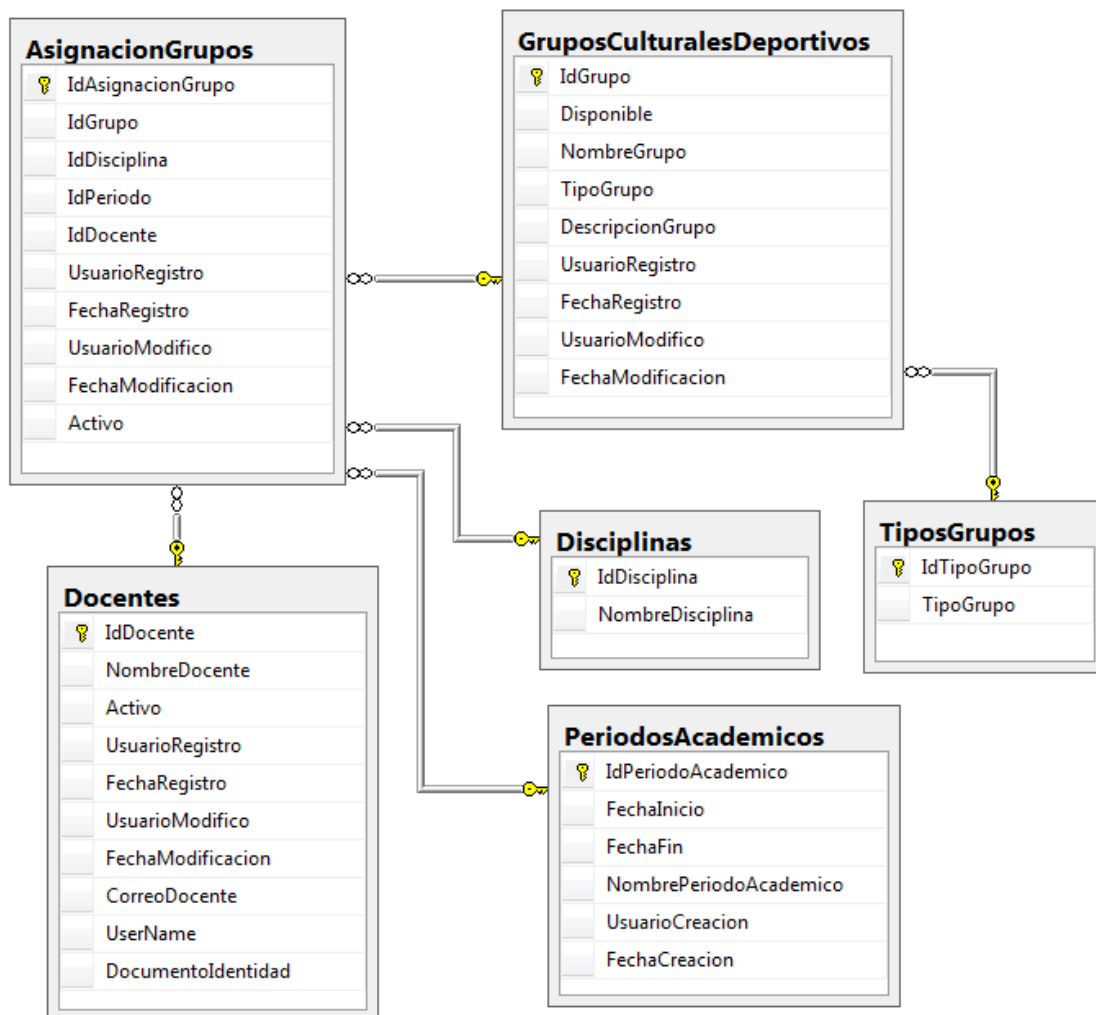 AsignacionGrupos
IdAsignacionGrupo
IdGrupo
IdDisciplina
IdPeriodo
IdDocente
UsuarioRegistro
FechaRegistro
UsuarioModifico
FechaModificacion
Activo
GruposCulturalesDeportivos
IdGrupo
Disponible
NombreGrupo
TipoGrupo
DescripcionGrupo
UsuarioRegistro
FechaRegistro
UsuarioModifico
FechaModificacion
Disciplinas
IdDisciplina
NombreDisciplina
TiposGrupos
IdTipoGrupo
TipoGrupo
Docentes
IdDocente
NombreDocente
Activo
UsuarioRegistro
FechaRegistro
UsuarioModifico
FechaModificacion
CorreoDocente
UserName
DocumentoIdentidad
PeriodosAcademicos
IdPeriodoAcademico
FechaInicio
FechaFin
NombrePeriodoAcademico
UsuarioCreacion
FechaCreacion